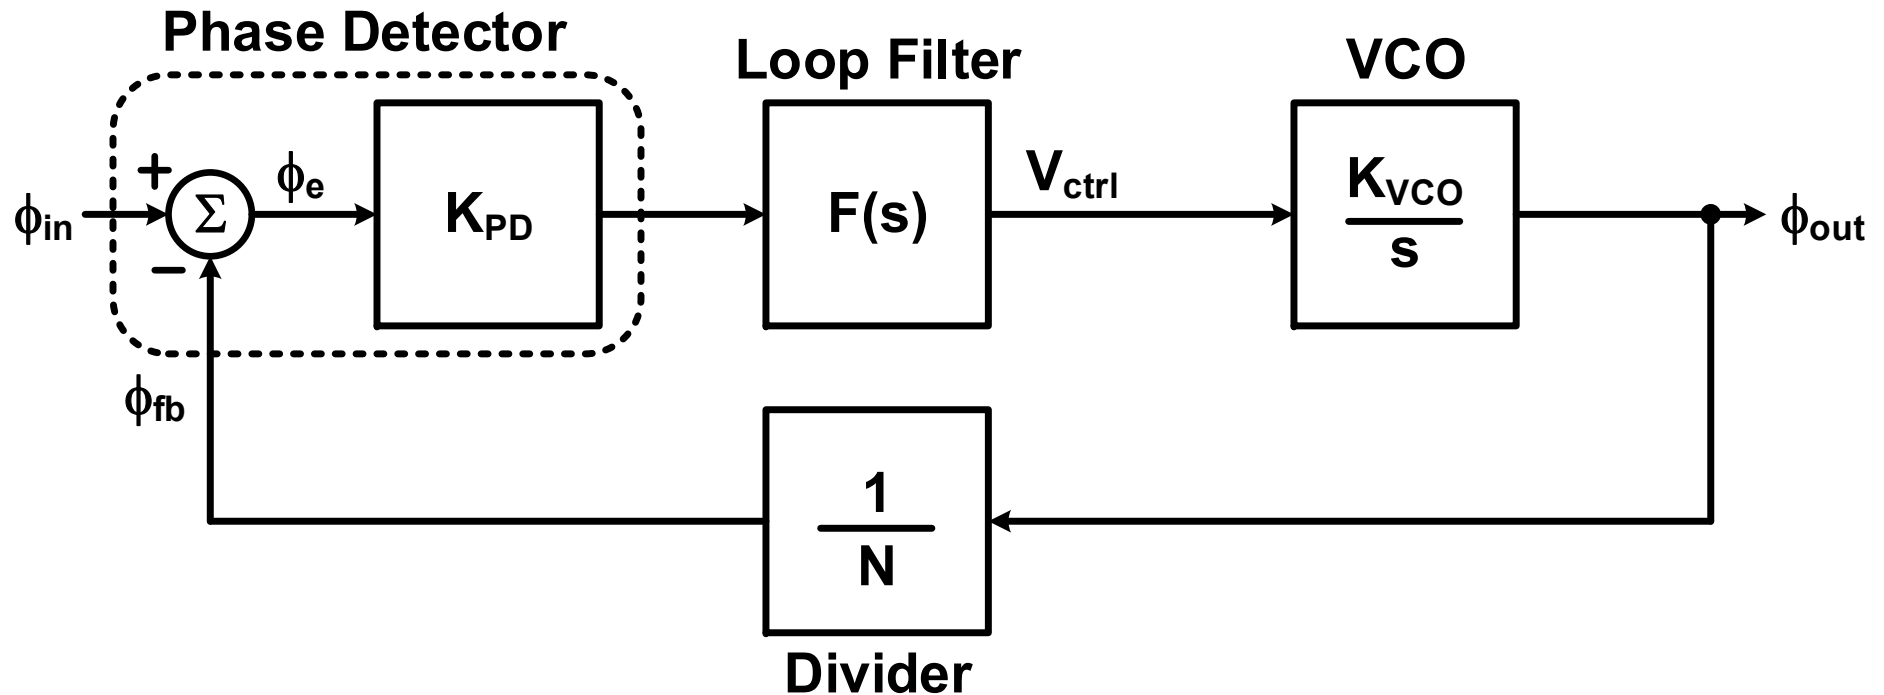 Phase Detector
Loop Filter
VCO
+
ϕin
Σ
ϕe
KPD
F(s)
Vctrl
KVCO
s
ϕout
−
ϕfb
1
N
Divider